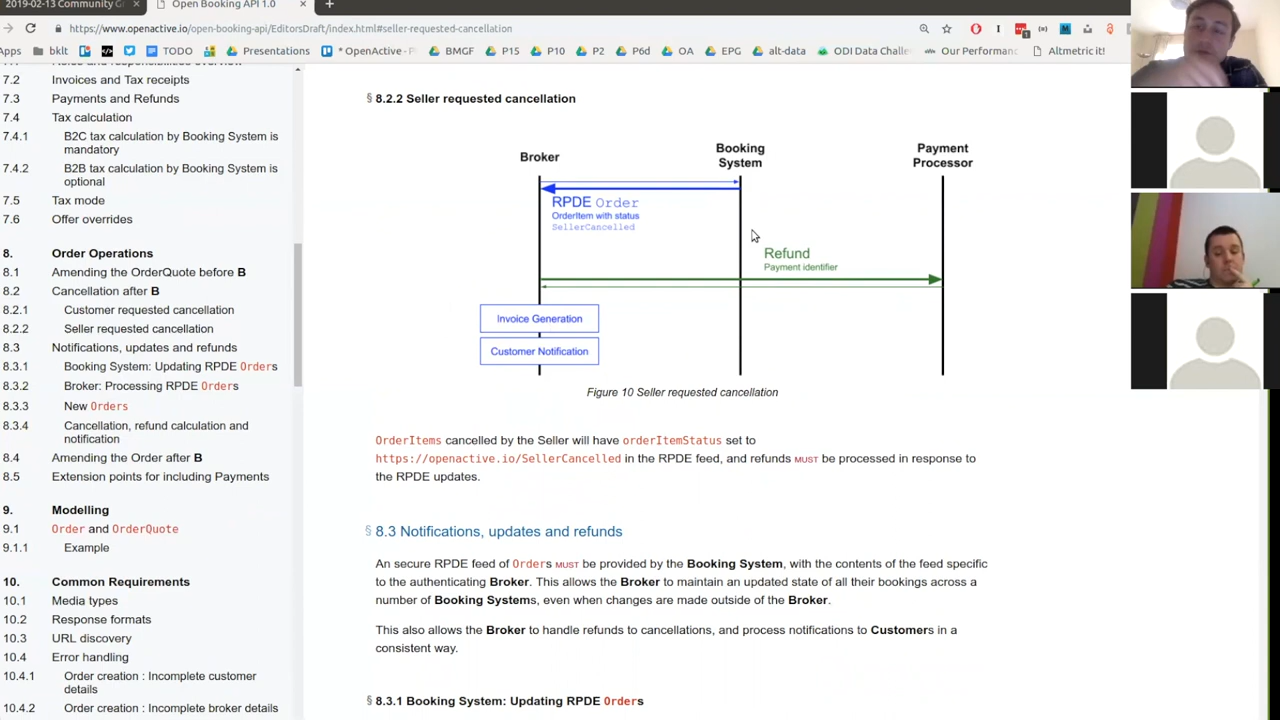 2019-02-13 Community G
Open Booking API 1.0
https://www.openactive.io/open-booking-api/EditorsDraft/index.html#seller-requested-cancellation
Apps
bklt
TODO
Presentations
* OpenActive - P
BMGF
P15
P10
P2
P6d
OA
EPG
alt-data
ODI Data Challe
Our Performanc
Altmetric it!
7.1 Roles and responsibilities overview
7.2 Invoices and Tax receipts
7.3 Payments and Refunds
7.4 Tax calculation
7.4.1 B2C tax calculation by Booking System is
mandatory
7.4.2 B2B tax calculation by Booking System is
optional
7.5 Tax mode
7.6 Offer overrides
8. Order Operations
8.1 Amending the OrderQuote before B
8.2 Cancellation after B
8.2.1 Customer requested cancellation
8.2.2 Seller requested cancellation
8.3 Notifications, updates and refunds
8.3.1 Booking System: Updating RPDE Orders
8.3.2 Broker: Processing RPDE Orders
8.3.3 New Orders
8.3.4 Cancellation, refund calculation and
notification
8.4 Amending the Order after B
8.5 Extension points for including Payments
9. Modelling
9.1 Order and OrderQuote
9.1.1 Example
10. Common Requirements
10.1 Media types
10.2 Response formats
10.3 URL discovery
10.4 Error handling
10.4.1 Order creation : Incomplete customer
details
10.4.2 Order creation : Incomplete broker details
§ 8.2.2 Seller requested cancellation
Broker
Booking
System
Payment
Processor
RPDE Order
OrderItem with status
SellerCancelled
Refund
Payment identifier
Invoice Generation
Customer Notification
Figure 10 Seller requested cancellation
OrderItems cancelled by the Seller will have orderItemStatus set to
https://openactive.io/SellerCancelled in the RPDE feed, and refunds MUST be processed in response to
the RPDE updates.
§ 8.3 Notifications, updates and refunds
An secure RPDE feed of Orders MUST be provided by the Booking System, with the contents of the feed specific
to the authenticating Broker. This allows the Broker to maintain an updated state of all their bookings across a
number of Booking Systems, even when changes are made outside of the Broker.
This also allows the Broker to handle refunds to cancellations, and process notifications to Customers in a
consistent way.
§ 8.3.1 Booking System: Updating RPDE Orders